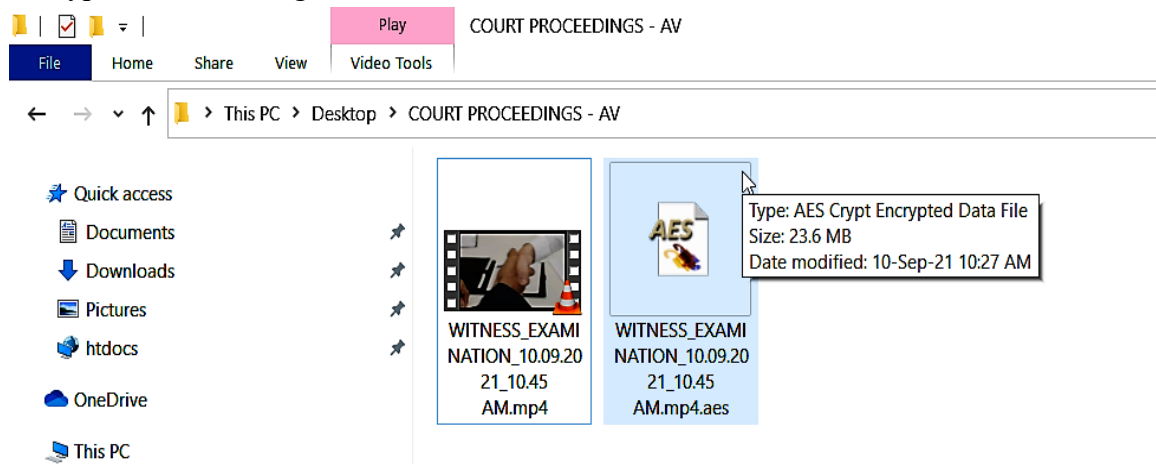 Play COURT PROCEEDINGS - AV
File Home Share View Video Tools
This PC > Desktop > COURT PROCEEDINGS - AV
Quick access
Documents
Downloads
Pictures
htdocs
OneDrive
This PC
WITNESS_EXAMI
NATION_10.09.20
21_10.45
AM.mp4
AES
WITNESS_EXAMI
NATION_10.09.20
21_10.45
AM.mp4.aes
Type: AES Crypt Encrypted Data File
Size: 23.6 MB
Date modified: 10-Sep-21 10:27 AM